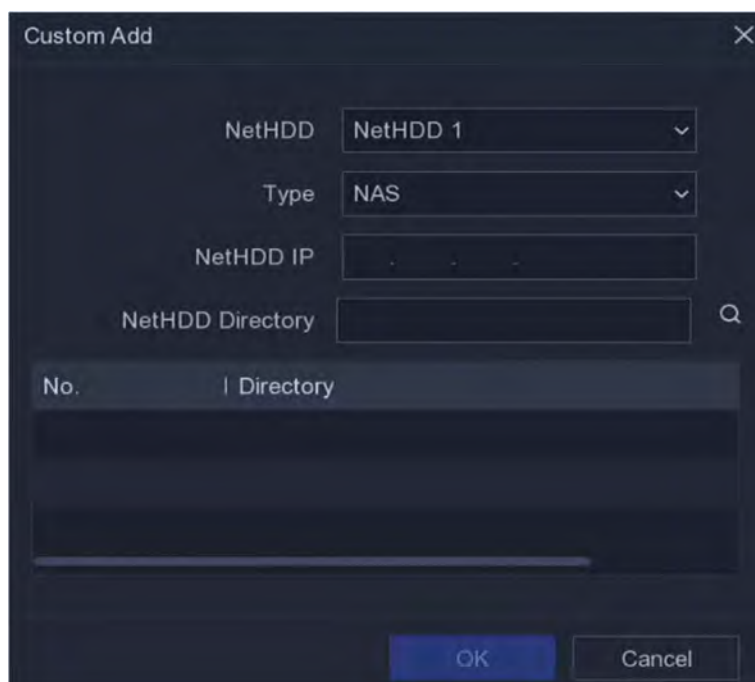 Custom Add
NetHDD NetHDD 1
Type NAS
NetHDD IP . . .
NetHDD Directory
No. Directory
OK Cancel